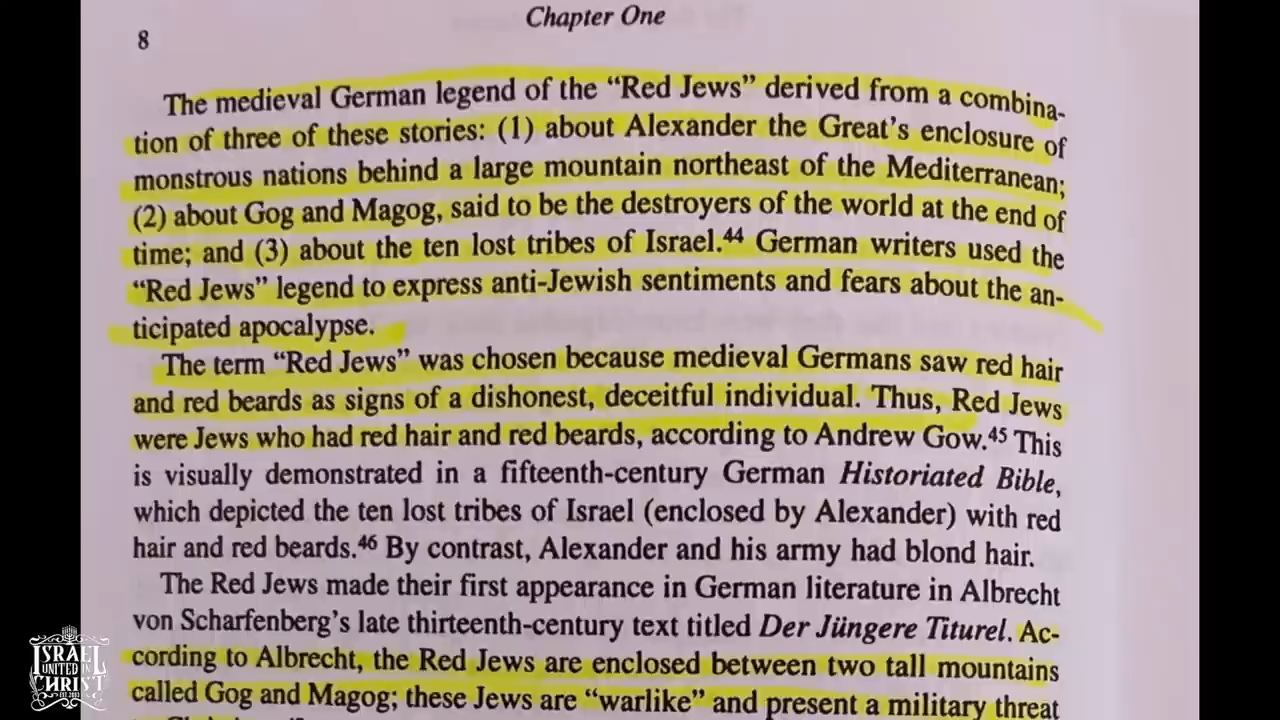 Chapter One
8
The medieval German legend of the “Red Jews” derived from a combina-
tion of three of these stories: (1) about Alexander the Great’s enclosure of
monstrous nations behind a large mountain northeast of the Mediterranean;
(2) about Gog and Magog, said to be the destroyers of the world at the end of
time; and (3) about the ten lost tribes of Israel.⁴⁴ German writers used the
“Red Jews” legend to express anti-Jewish sentiments and fears about the an-
ticipated apocalypse.
The term “Red Jews” was chosen because medieval Germans saw red hair
and red beards as signs of a dishonest, deceitful individual. Thus, Red Jews
were Jews who had red hair and red beards, according to Andrew Gow.⁴⁵ This
is visually demonstrated in a fifteenth-century German Historiated Bible,
which depicted the ten lost tribes of Israel (enclosed by Alexander) with red
hair and red beards.⁴⁶ By contrast, Alexander and his army had blond hair.
The Red Jews made their first appearance in German literature in Albrecht
von Scharfenberg’s late thirteenth-century text titled Der Jüngere Titurel. Ac-
cording to Albrecht, the Red Jews are enclosed between two tall mountains
called Gog and Magog; these Jews are “warlike” and present a military threat
ISRAEL
UNITED IN
CHRIST